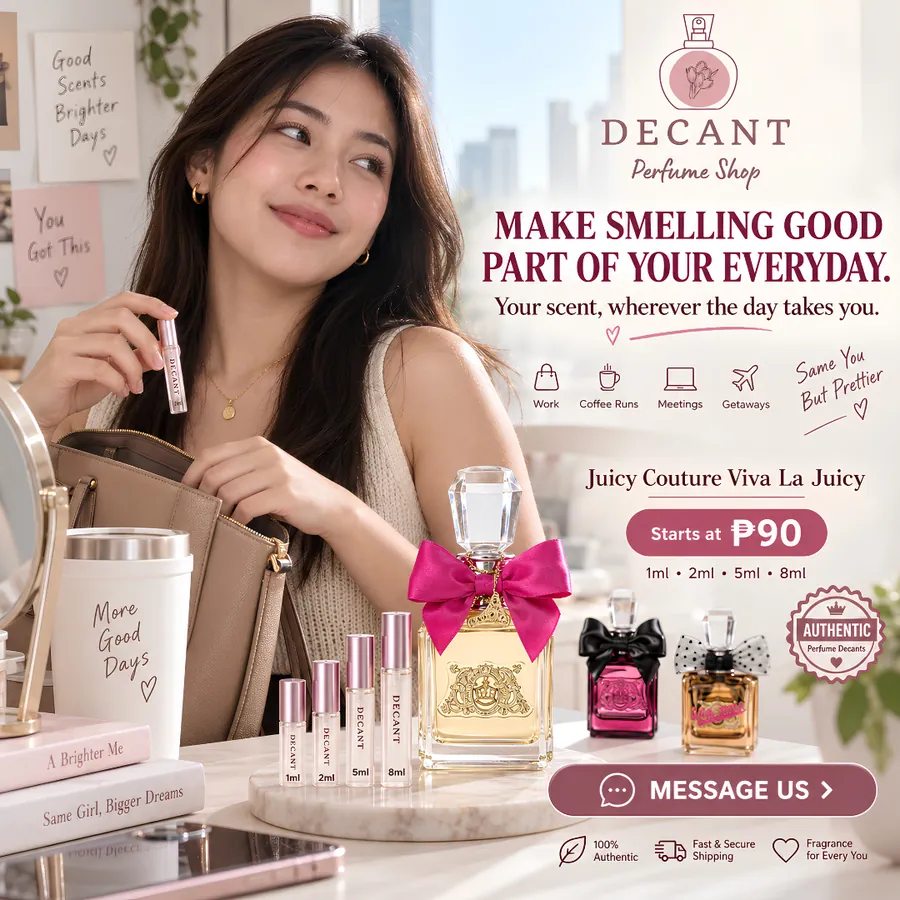 Good
Scents
Brighter
Days
You
Got This
DECANT
Perfume Shop
MAKE SMELLING GOOD
PART OF YOUR EVERYDAY.
Your scent, wherever the day takes you.
Work
Coffee Runs
Meetings
Getaways
Same You
But Prettier
DECANT
Juicy Couture Viva La Juicy
Starts at ₱90
1ml • 2ml • 5ml • 8ml
AUTHENTIC
Perfume Decants
More
Good
Days
A Brighter Me
Same Girl, Bigger Dreams
DECANT
1ml
DECANT
2ml
DECANT
5ml
DECANT
8ml
MESSAGE US
100%
Authentic
Fast & Secure
Shipping
Fragrance
for Every You